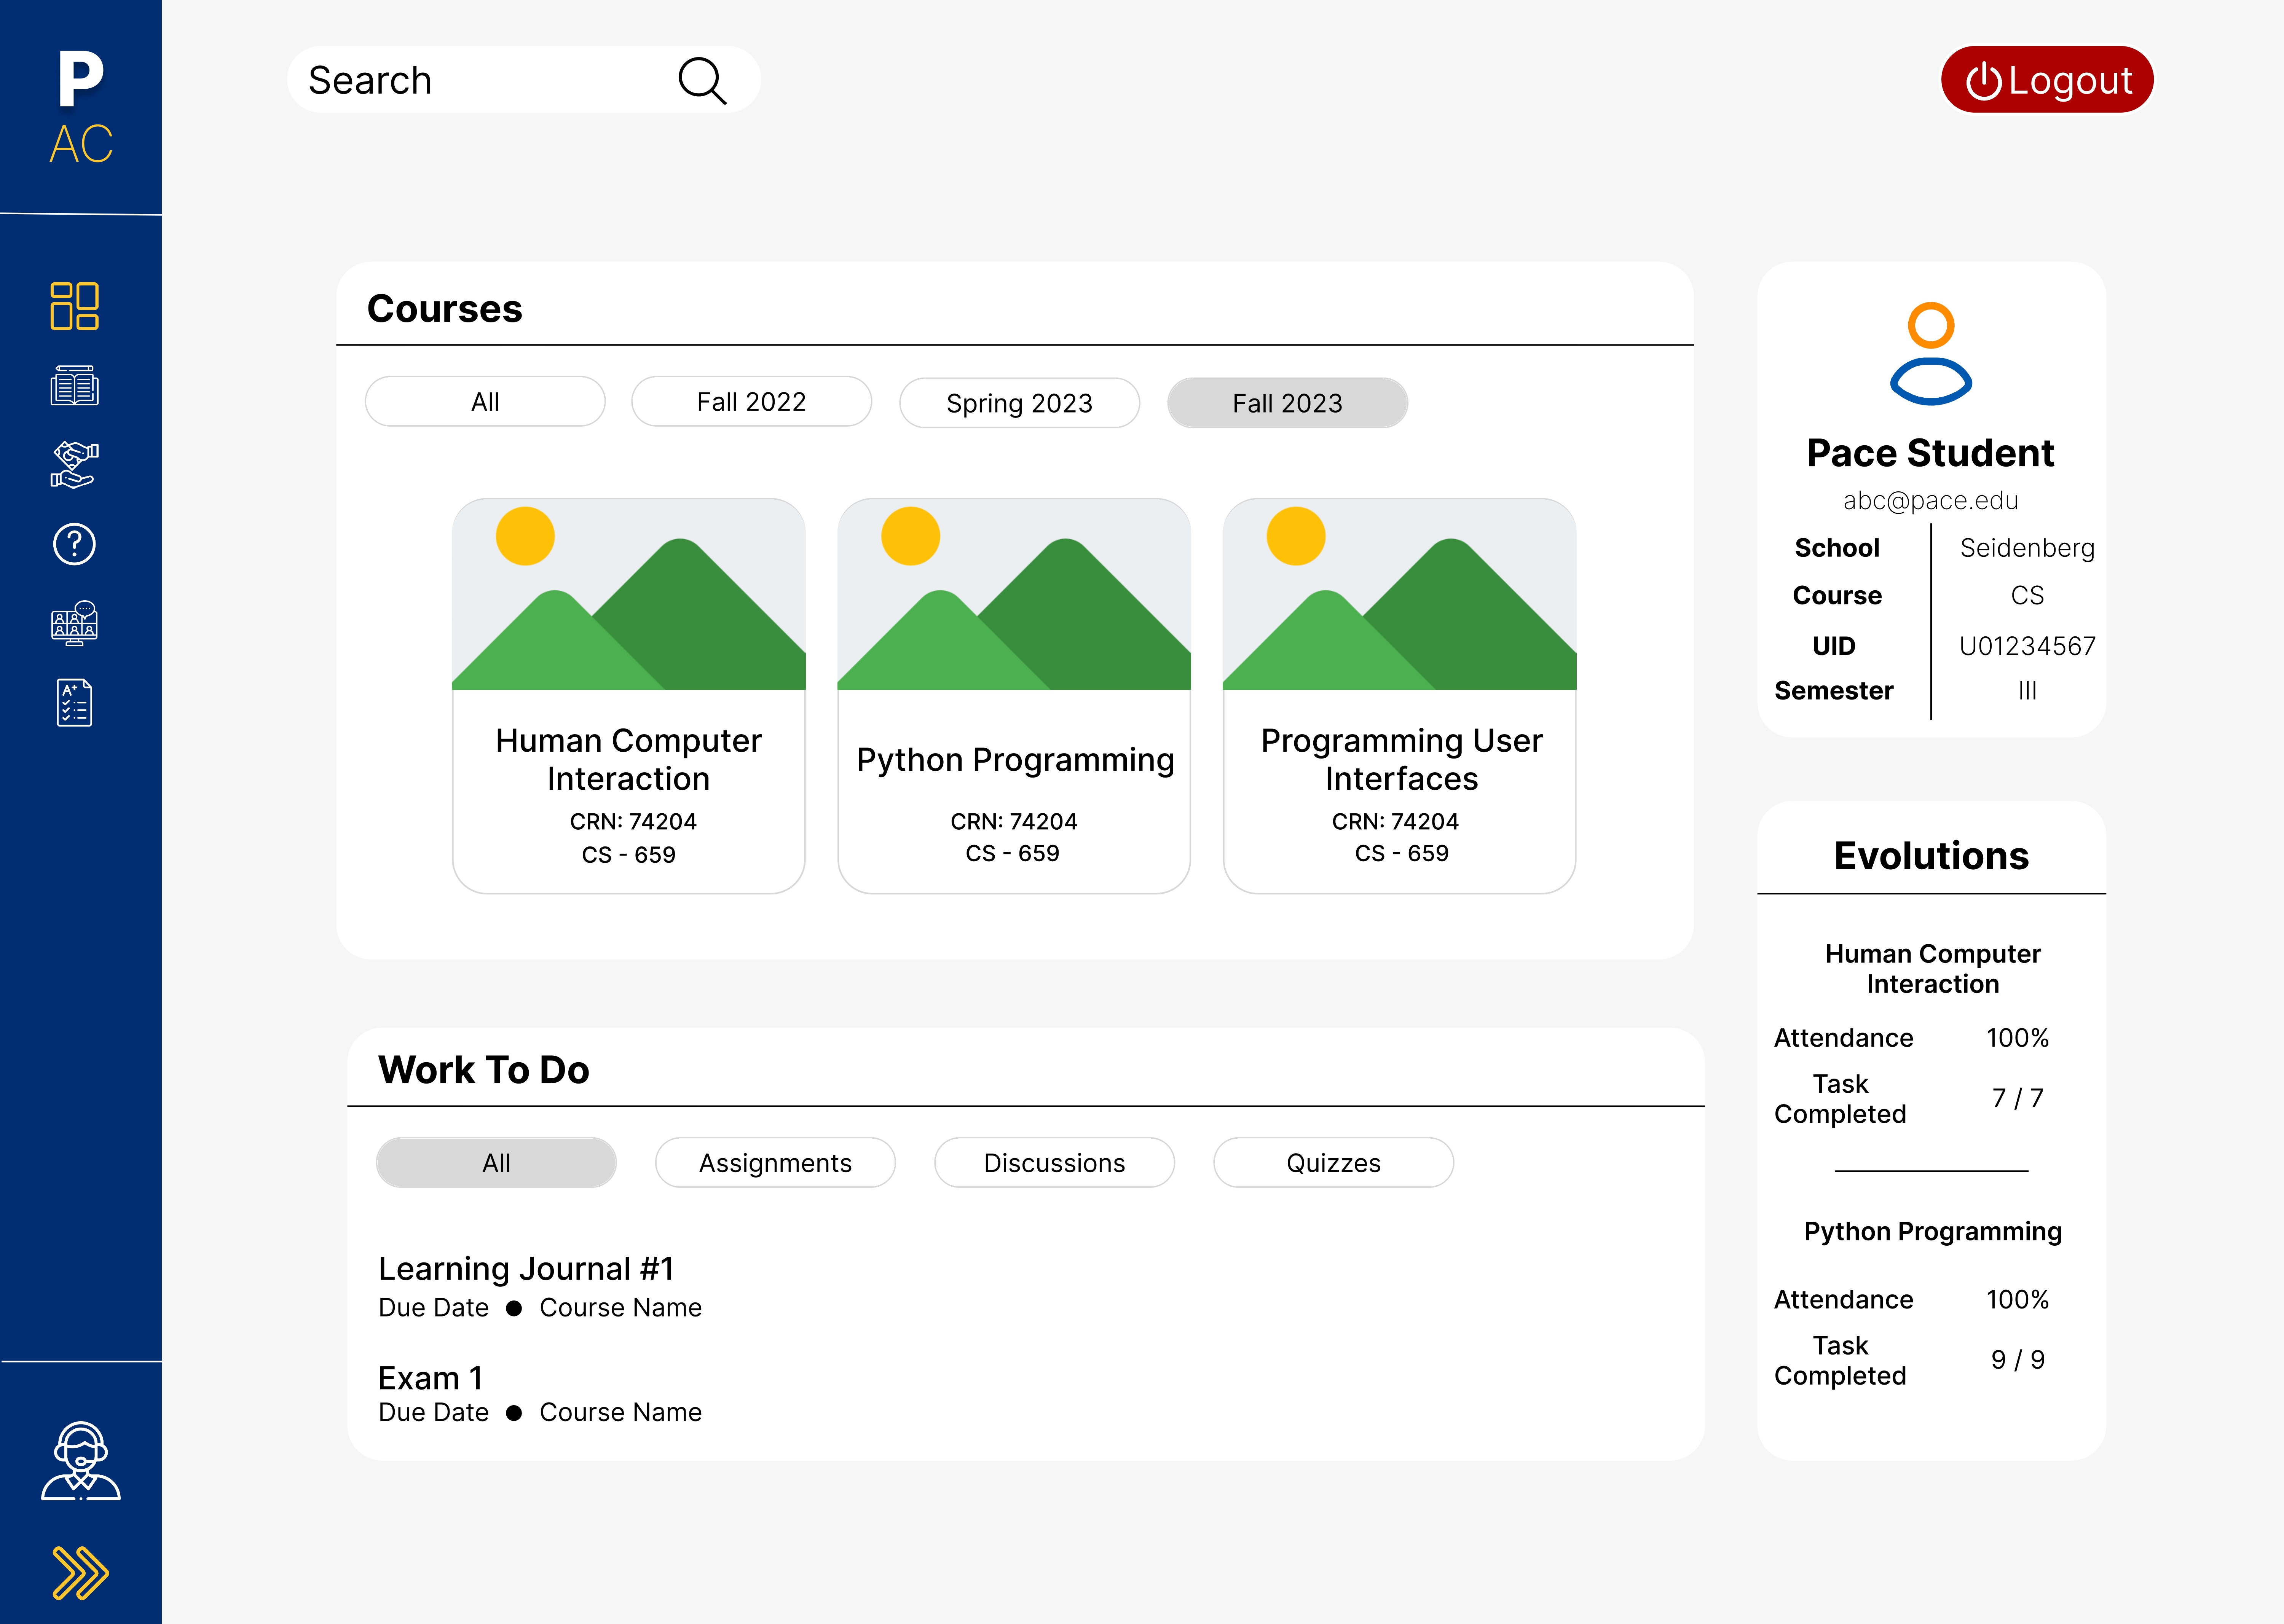 P
AC
Search
Logout
Courses
All
Fall 2022
Spring 2023
Fall 2023
Human Computer
Interaction
CRN: 74204
CS - 659
Python Programming
CRN: 74204
CS - 659
Programming User
Interfaces
CRN: 74204
CS - 659
Pace Student
abc@pace.edu
School Seidenberg
Course CS
UID U01234567
Semester III
Evolutions
Human Computer
Interaction
Attendance 100%
Task
Completed
7 / 7
Python Programming
Attendance 100%
Task
Completed
9 / 9
Work To Do
All
Assignments
Discussions
Quizzes
Learning Journal #1
Due Date ● Course Name
Exam 1
Due Date ● Course Name
A+
?